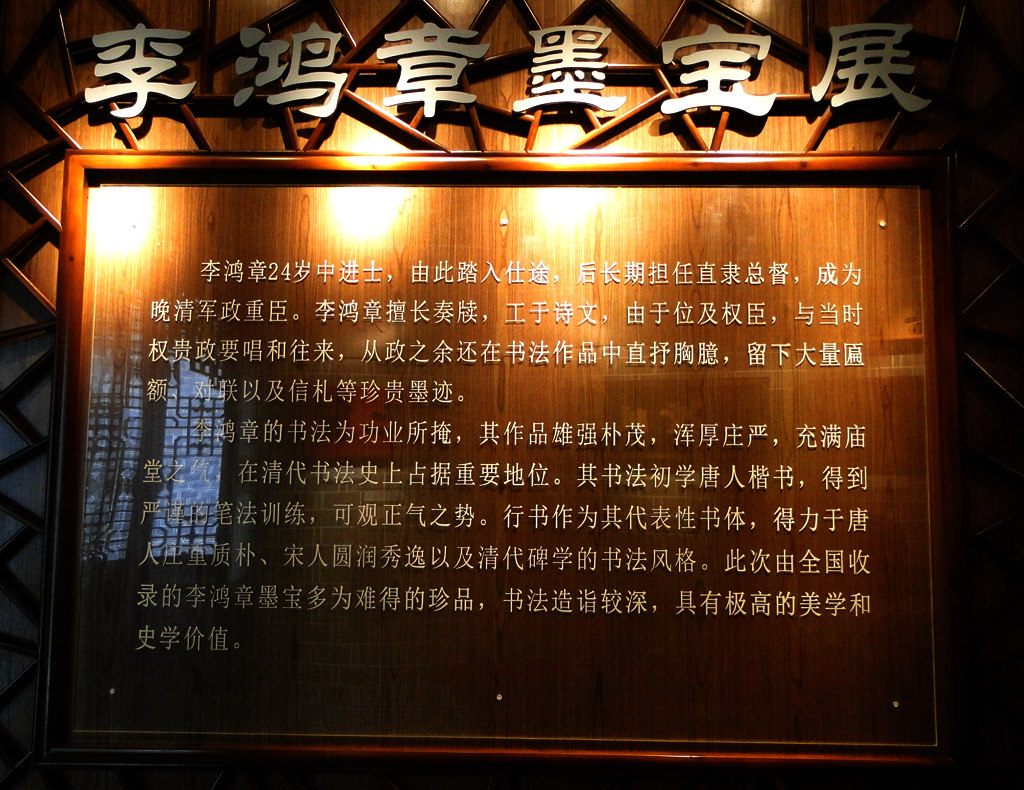 李鸿章墨宝展
李鸿章24岁中进士，由此踏入仕途，后长期担任直隶总督，成为
晚清军政重臣。李鸿章擅长奏牍，工于诗文，由于位及权臣，与当时
权贵政要唱和往来，从政之余还在书法作品中直抒胸臆，留下大量匾
额、对联以及信札等珍贵墨迹。
李鸿章的书法为功业所掩，其作品雄强朴茂，浑厚庄严，充满庙
堂之气，在清代书法史上占据重要地位。其书法初学唐人楷书，得到
严谨的笔法训练，可观正气之势。行书作为其代表性书体，得力于唐
人庄重质朴、宋人圆润秀逸以及清代碑学的书法风格。此次由全国收
录的李鸿章墨宝多为难得的珍品，书法造诣较深，具有极高的美学和
史学价值。